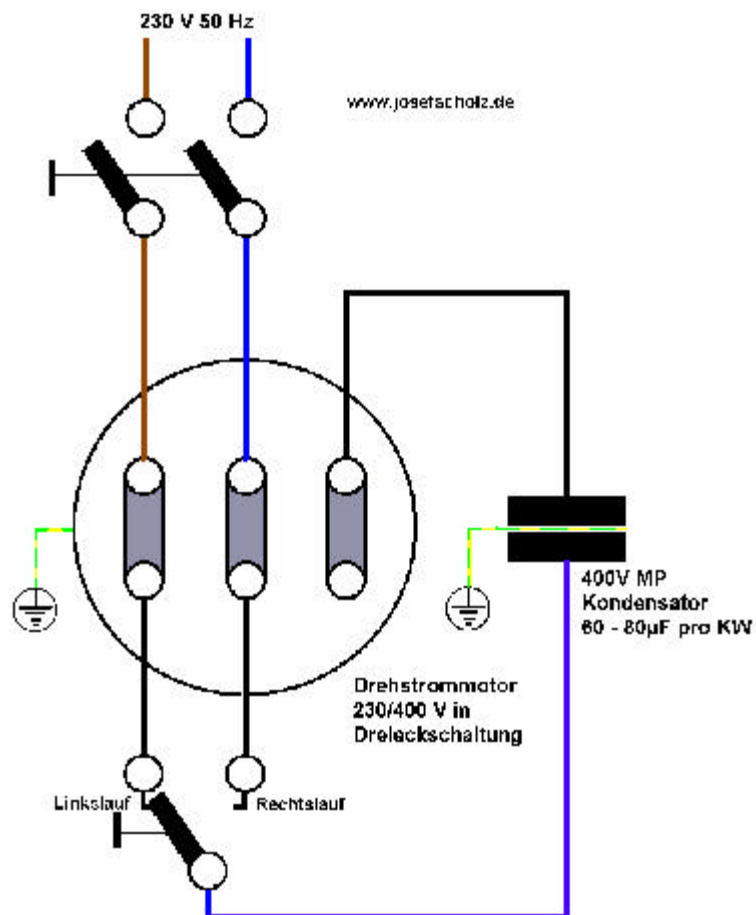 230 V 50 Hz
www.josefscholz.de
400V MP
Kondensator
60 - 80µF pro KW
Drehstrommotor
230/400 V in
Dreieckschaltung
Linkslauf
Rechtslauf